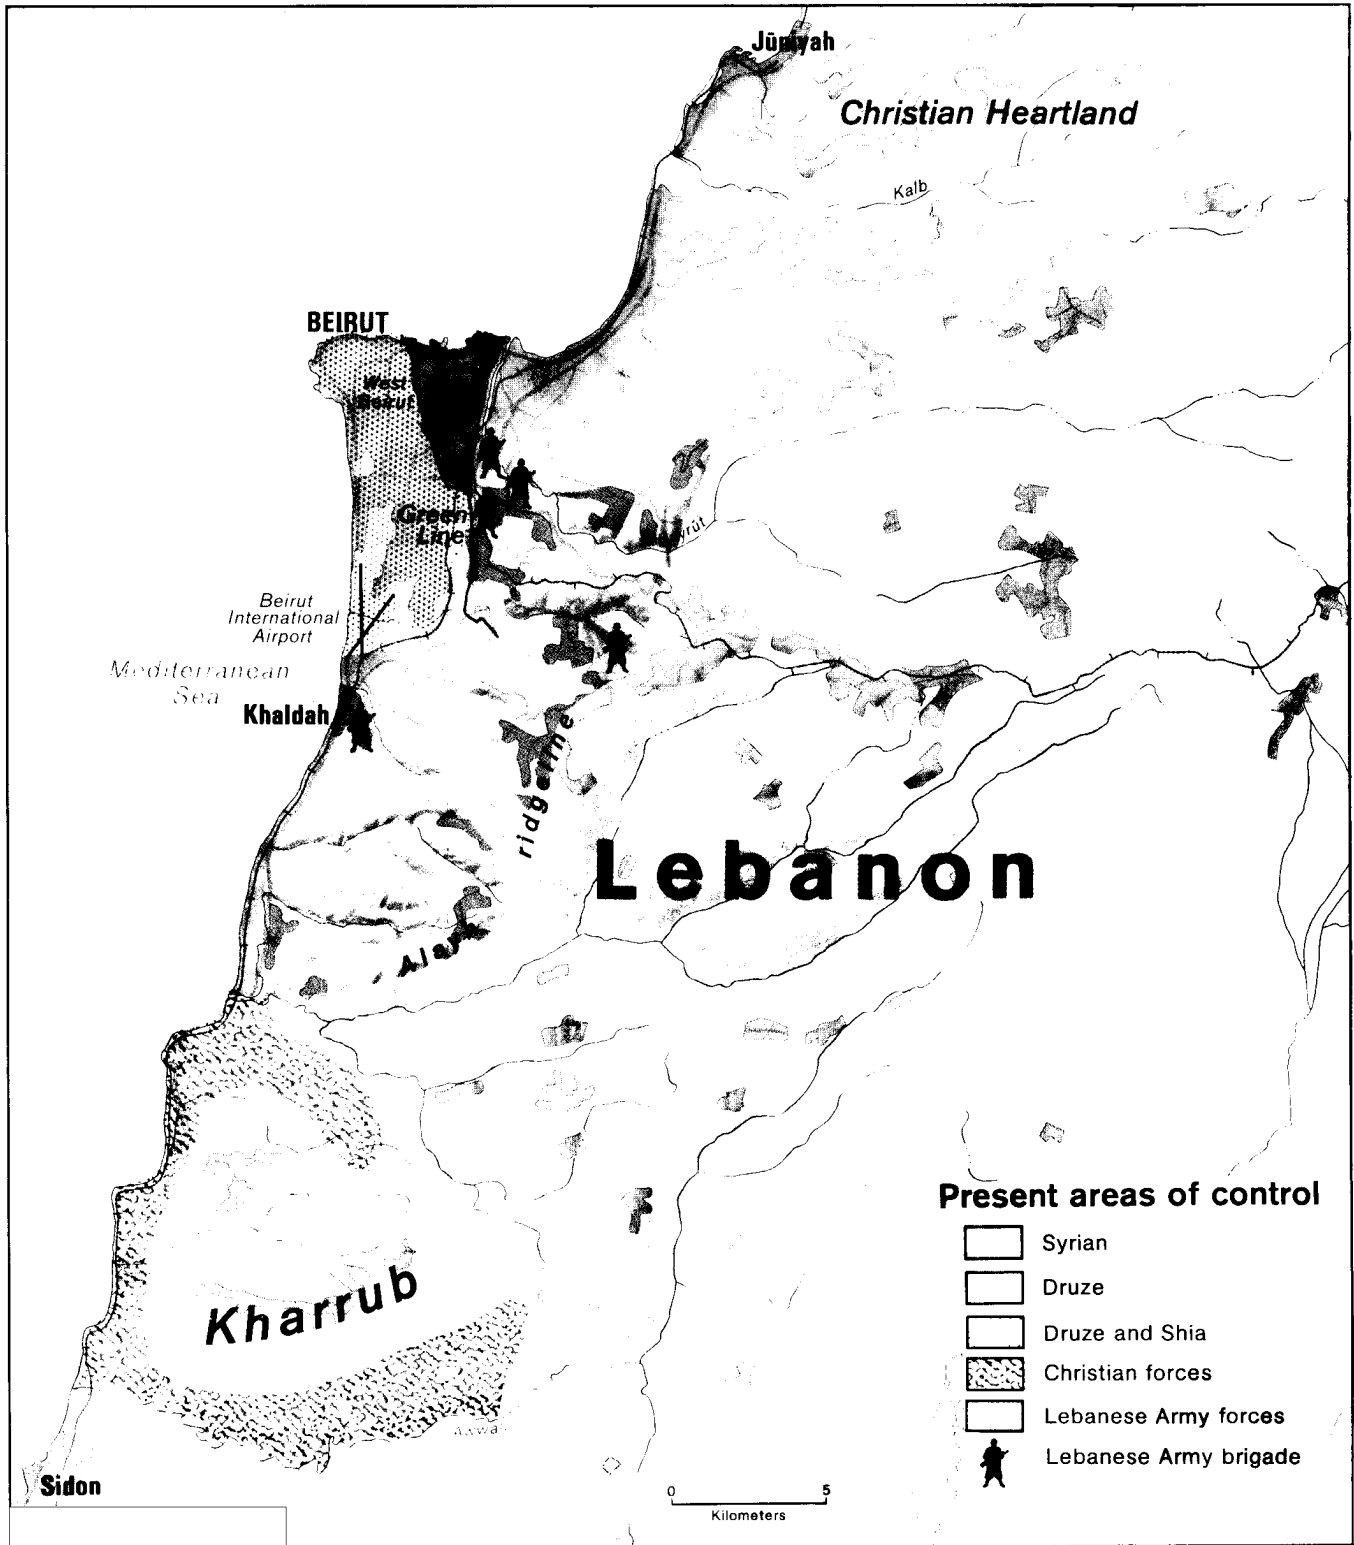 Jūniyah
Christian Heartland
Kalb
BEIRUT
West
Beirut
Green
Line
Beirut
International
Airport
Mediterranean
Sea
Khaldah
ridgeline
Lebanon
Alayh
Kharrub
Sidon
Present areas of control
Syrian
Druze
Druze and Shia
Christian forces
Lebanese Army forces
Lebanese Army brigade
0 5
Kilometers